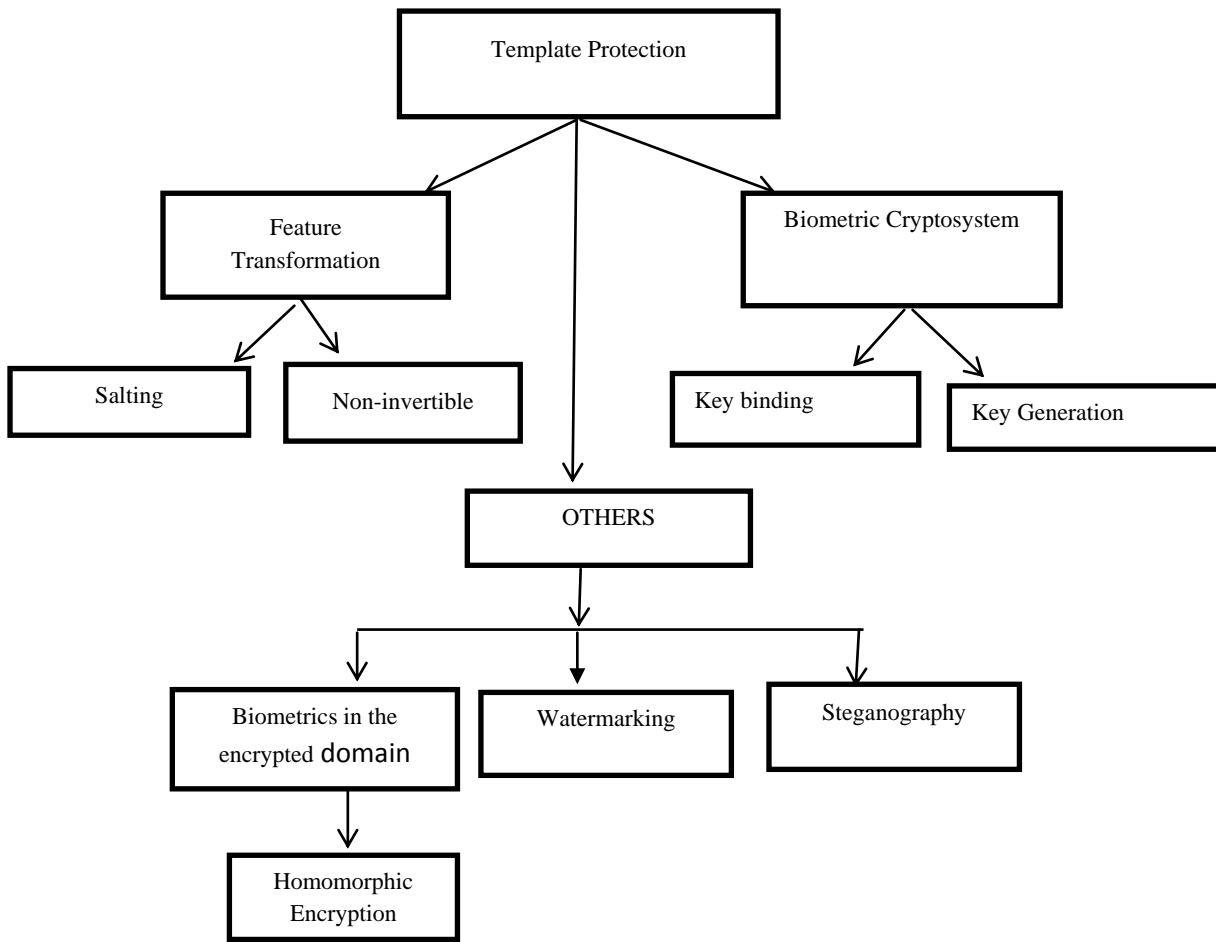 Template Protection
Feature
Transformation
Biometric Cryptosystem
Salting
Non-invertible
Key binding
Key Generation
OTHERS
Biometrics in the
encrypted domain
Watermarking
Steganography
Homomorphic
Encryption